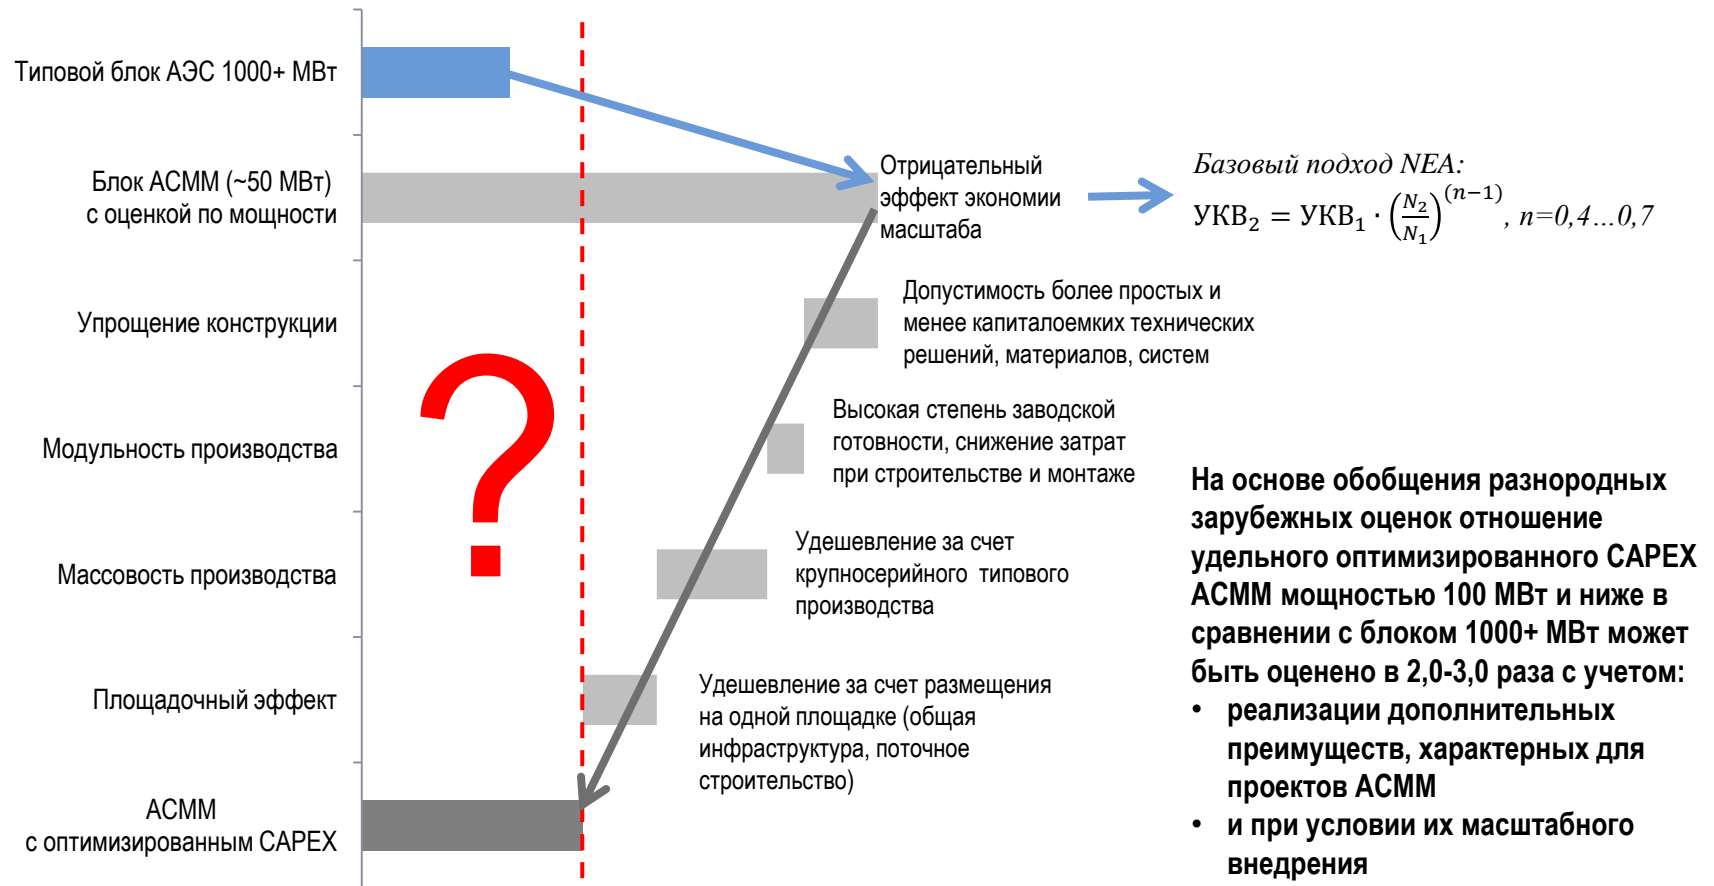 Типовой блок АЭС 1000+ МВт
Блок АСММ (~50 МВт)
с оценкой по мощности
Отрицательный
эффект экономии
масштаба
Базовый подход NEA:
УКВ₂ = УКВ₁ · (N₂/N₁)^(n−1), n=0,4…0,7
Упрощение конструкции
Допустимость более простых и
менее капиталоемких технических
решений, материалов, систем
?
Модульность производства
Высокая степень заводской
готовности, снижение затрат
при строительстве и монтаже
Массовость производства
Удешевление за счет
крупносерийного типового
производства
Площадочный эффект
Удешевление за счет размещения
на одной площадке (общая
инфраструктура, поточное
строительство)
АСММ
с оптимизированным CAPEX
На основе обобщения разнородных
зарубежных оценок отношение
удельного оптимизированного CAPEX
АСММ мощностью 100 МВт и ниже в
сравнении с блоком 1000+ МВт может
быть оценено в 2,0-3,0 раза с учетом:
• реализации дополнительных
преимуществ, характерных для
проектов АСММ
• и при условии их масштабного
внедрения